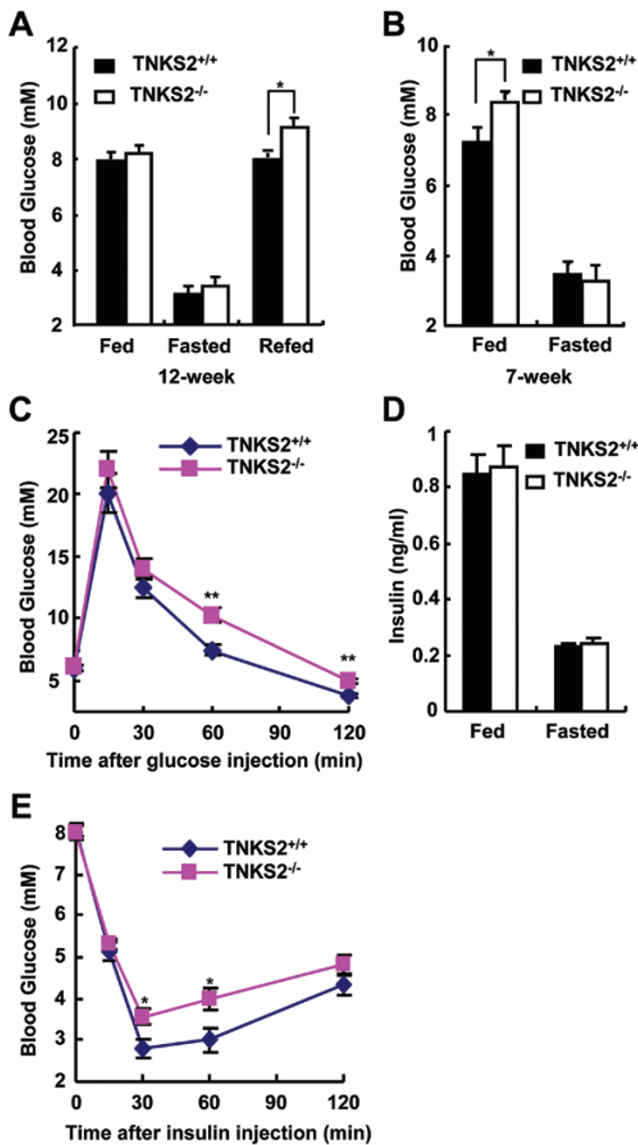 A
Blood Glucose (mM)
12
10
8
6
4
2
TNKS2+/+
TNKS2-/-
*
Fed Fasted Refed
12-week
B
Blood Glucose (mM)
10
8
6
4
2
*
TNKS2+/+
TNKS2-/-
Fed Fasted
7-week
C
Blood Glucose (mM)
25
20
15
10
5
TNKS2+/+
TNKS2-/-
**
**
0 30 60 90 120
Time after glucose injection (min)
D
Insulin (ng/ml)
1
0.8
0.6
0.4
0.2
0
TNKS2+/+
TNKS2-/-
Fed Fasted
E
Blood Glucose (mM)
8
7
6
5
4
3
2
TNKS2+/+
TNKS2-/-
*
*
0 30 60 90 120
Time after insulin injection (min)